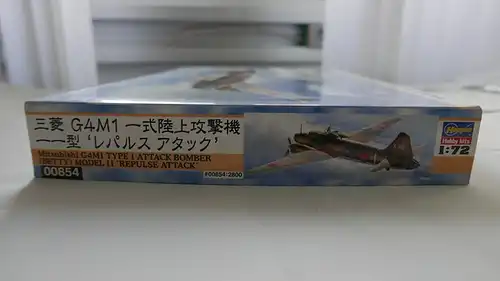 三菱 G4M1 一式陸上攻撃機
一一型 ‘レパルス アタック’
Mitsubishi G4M1 TYPE 1 ATTACK BOMBER
(BETTY) MODEL 11 'REPULSE ATTACK'
00854
#00854:2800
Hasegawa
Hobby kits
1:72